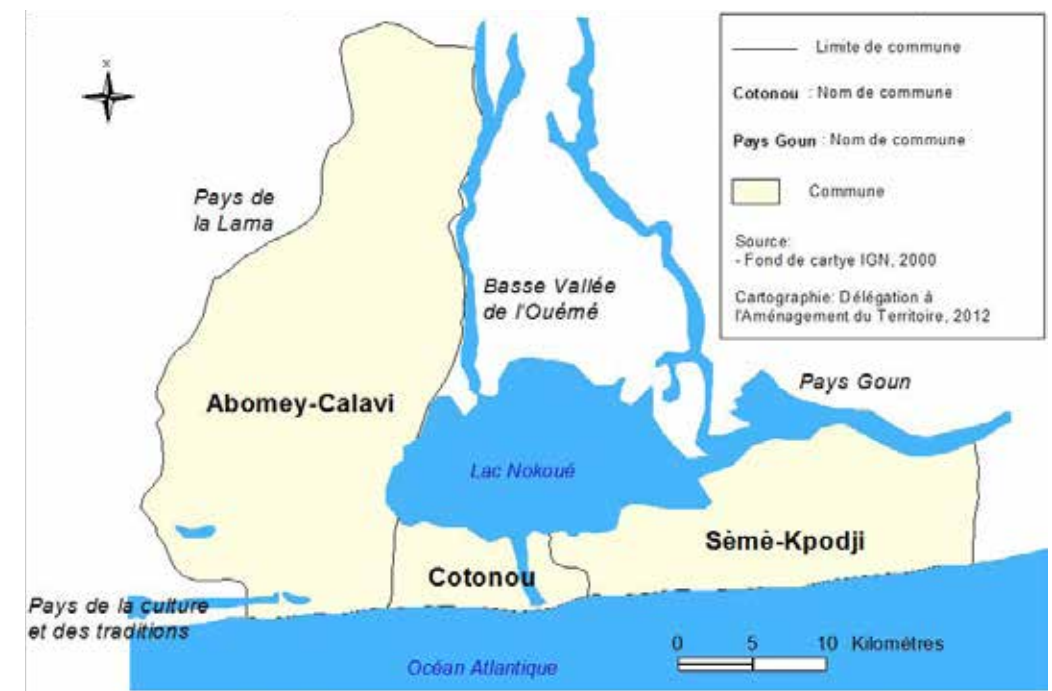 x
Limite de commune
Cotonou : Nom de commune
Pays Goun : Nom de commune
Commune
Source:
- Fond de cartye IGN, 2000
Cartographie: Délégation à
l'Aménagement du Territoire, 2012
Pays de
la Lama
Basse Vallée
de l'Ouémé
Pays Goun
Abomey-Calavi
Lac Nokoué
Sèmè-Kpodji
Cotonou
Pays de la culture
et des traditions
0 5 10 Kilométres
Océan Atlantique